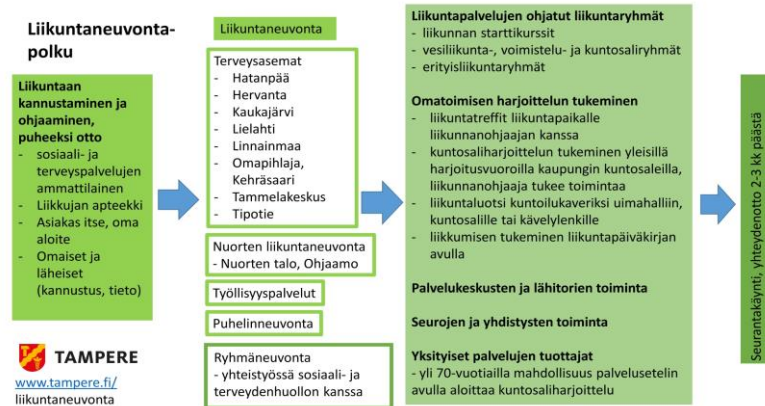 Liikuntaneuvonta-
polku
Liikuntaan
kannustaminen ja
ohjaaminen,
puheeksi otto
- sosiaali- ja
terveyspalvelujen
ammattilainen
- Liikkujan apteekki
- Asiakas itse, oma
aloite
- Omaiset ja
läheiset
(kannustus, tieto)
TAMPERE
www.tampere.fi/
liikuntaneuvonta
Liikuntaneuvonta
Terveysasemat
- Hatanpää
- Hervanta
- Kaukajärvi
- Lielahti
- Linnainmaa
- Omapihlaja,
Kehräsaari
- Tammelakeskus
- Tipotie
Nuorten liikuntaneuvonta
- Nuorten talo, Ohjaamo
Työllisyyspalvelut
Puhelinneuvonta
Ryhmäneuvonta
- yhteistyössä sosiaali- ja
terveydenhuollon kanssa
Liikuntapalvelujen ohjatut liikuntaryhmät
- liikunnan starttikurssit
- vesiliikunta-, voimistelu- ja kuntosaliryhmät
- erityisliikuntaryhmät
Omatoimisen harjoittelun tukeminen
- liikuntatreffit liikuntapaikalle
liikunnanohjaajan kanssa
- kuntosaliharjoittelun tukeminen yleisillä
harjoitusvuoroilla kaupungin kuntosaleilla,
liikunnanohjaaja tukee toimintaa
- liikuntaluotsi kuntoilukaveriksi uimahalliin,
kuntosalille tai kävelylenkille
- liikkumisen tukeminen liikuntapäiväkirjan
avulla
Palvelukeskusten ja lähitorien toiminta
Seurojen ja yhdistysten toiminta
Yksityiset palvelujen tuottajat
- yli 70-vuotiailla mahdollisuus palvelusetelin
avulla aloittaa kuntosaliharjoittelu
Seurantakäynti, yhteydenotto 2-3 kk päästä